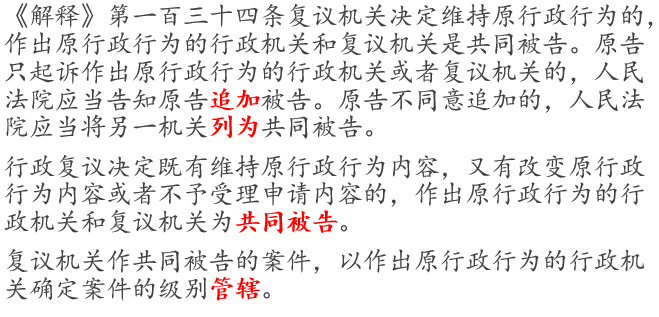 《解释》第一百三十四条复议机关决定维持原行政行为的，
作出原行政行为的行政机关和复议机关是共同被告。原告
只起诉作出原行政行为的行政机关或者复议机关的，人民
法院应当告知原告追加被告。原告不同意追加的，人民法
院应当将另一机关列为共同被告。
行政复议决定既有维持原行政行为内容，又有改变原行政
行为内容或者不予受理申请内容的，作出原行政行为的行
政机关和复议机关为共同被告。
复议机关作共同被告的案件，以作出原行政行为的行政机
关确定案件的级别管辖。